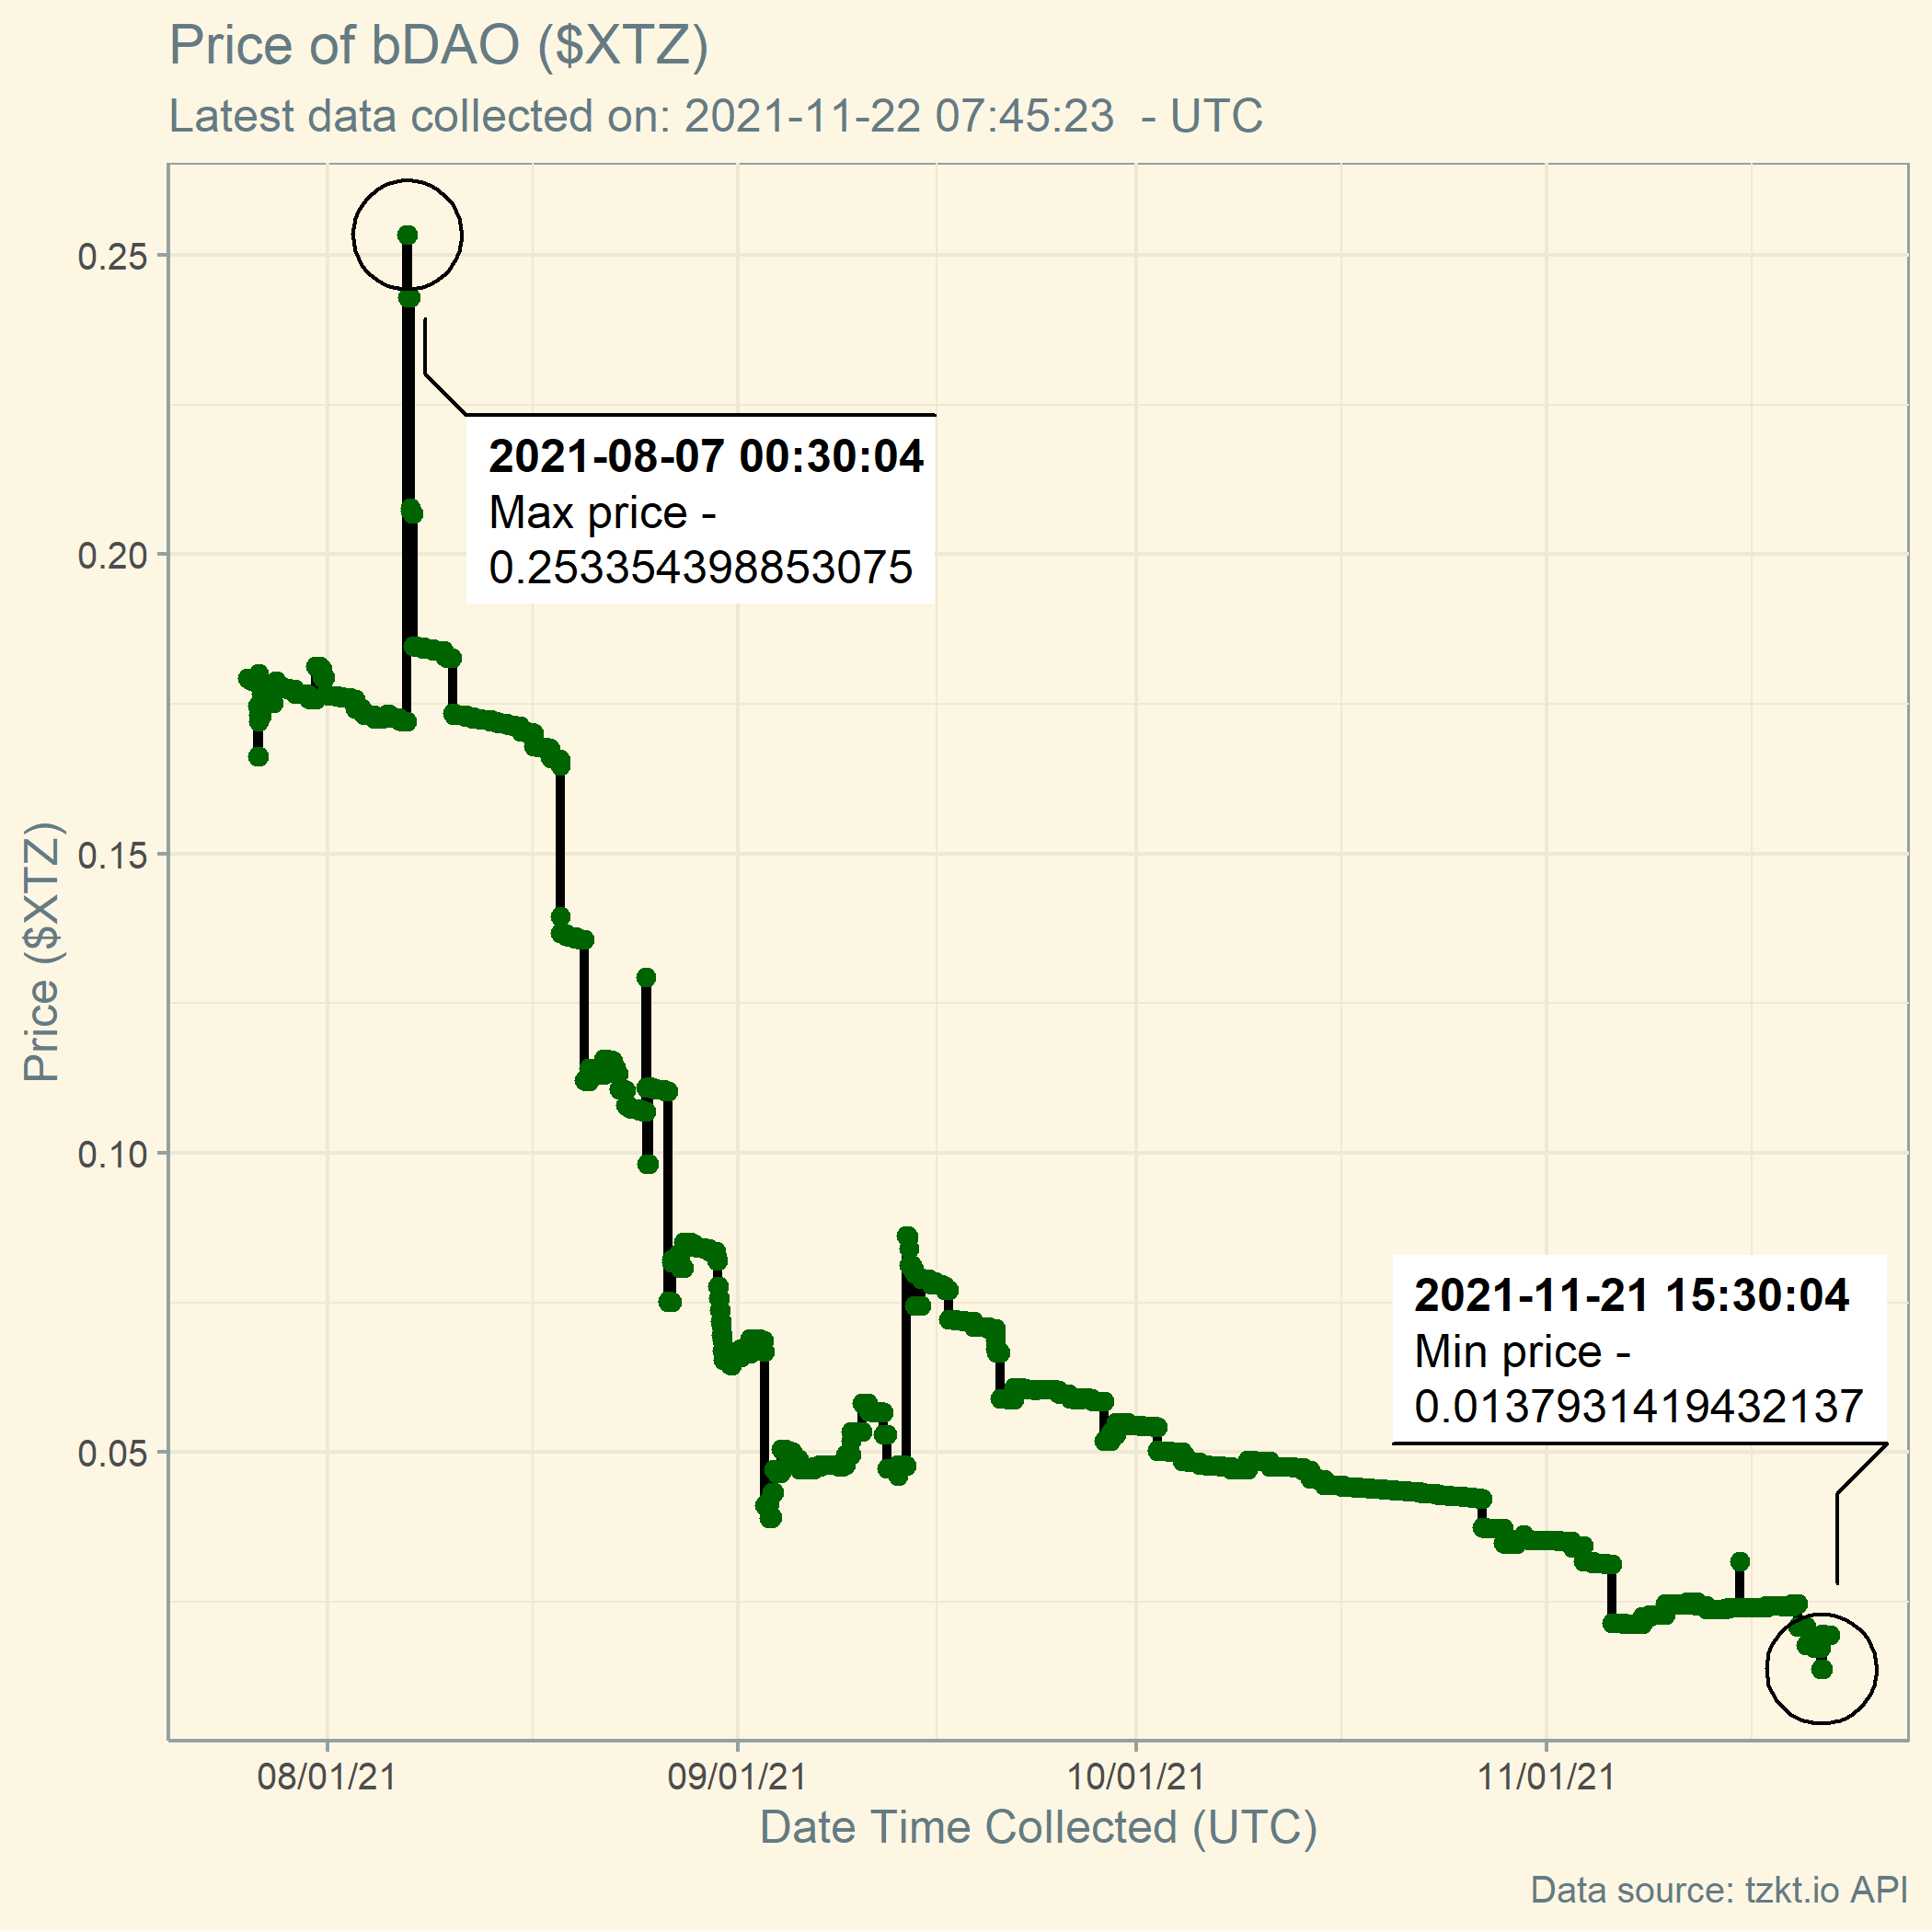 Price of bDAO ($XTZ)
Latest data collected on: 2021-11-22 07:45:23 - UTC
0.25
0.20
0.15
0.10
0.05
Price ($XTZ)
2021-08-07 00:30:04
Max price -
0.253354398853075
2021-11-21 15:30:04
Min price -
0.0137931419432137
08/01/21
09/01/21
10/01/21
11/01/21
Date Time Collected (UTC)
Data source: tzkt.io API